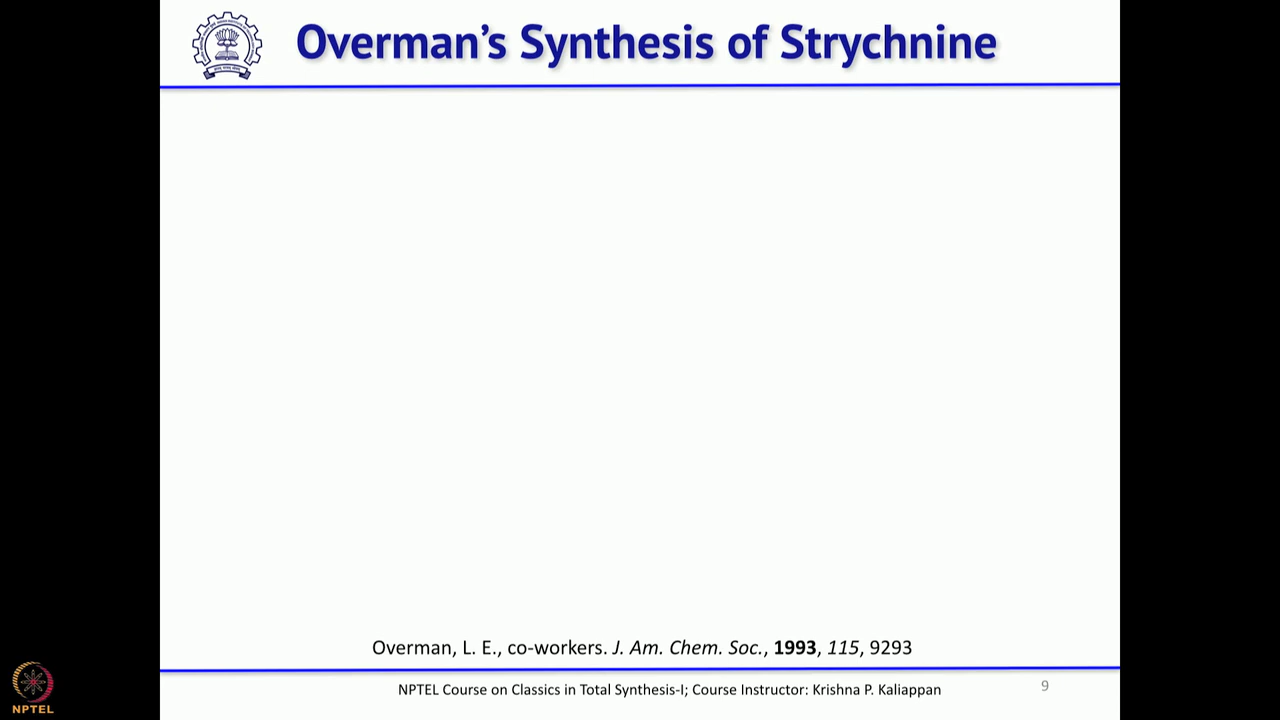 Overman's Synthesis of Strychnine
Overman, L. E., co-workers. J. Am. Chem. Soc., 1993, 115, 9293
NPTEL Course on Classics in Total Synthesis-I; Course Instructor: Krishna P. Kaliappan
9
NPTEL